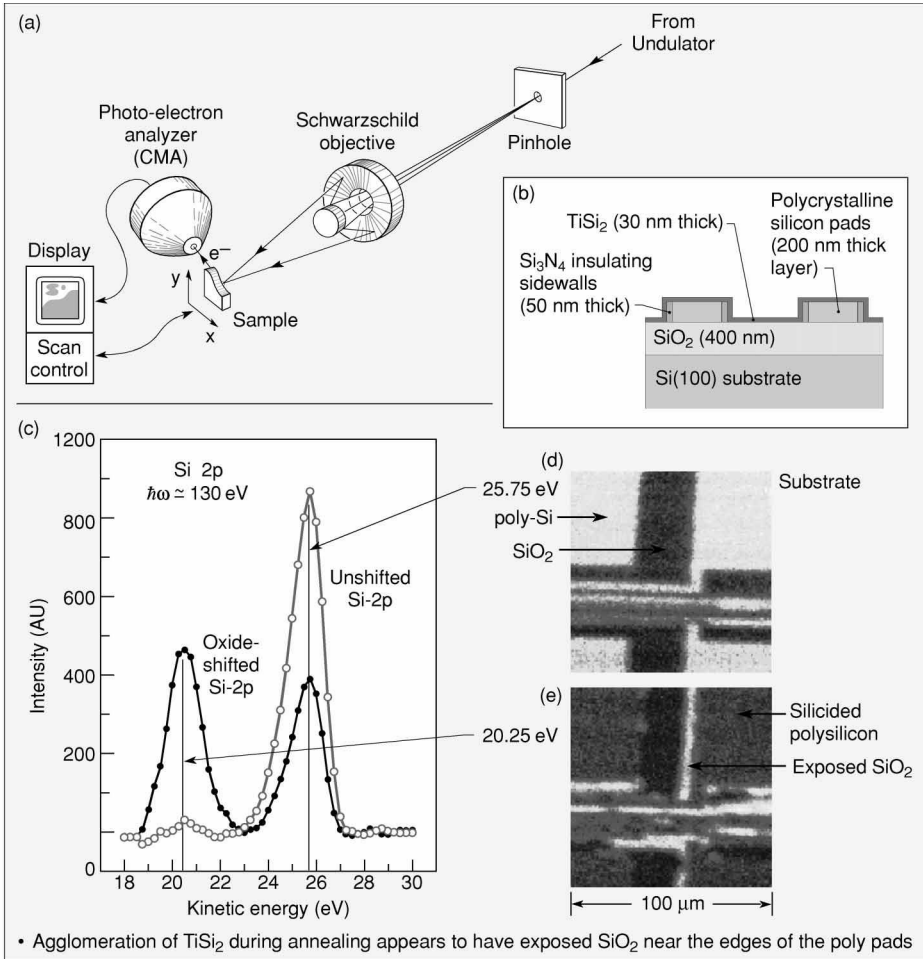 (a)
From
Undulator
Photo-electron
analyzer
(CMA)
Schwarzschild
objective
Pinhole
Display
e–
y
x
Sample
Scan
control
(b)
TiSi2 (30 nm thick)
Polycrystalline
silicon pads
(200 nm thick
layer)
Si3N4 insulating
sidewalls
(50 nm thick)
SiO2 (400 nm)
Si(100) substrate
(c)
1200
Si 2p
ħω ≃ 130 eV
800
600
400
200
0
Intensity (AU)
25.75 eV
Unshifted
Si-2p
Oxide-
shifted
Si-2p
20.25 eV
18 20 22 24 26 28 30
Kinetic energy (eV)
(d)
Substrate
poly-Si
SiO2
(e)
Silicided
polysilicon
Exposed SiO2
100 µm
• Agglomeration of TiSi2 during annealing appears to have exposed SiO2 near the edges of the poly pads